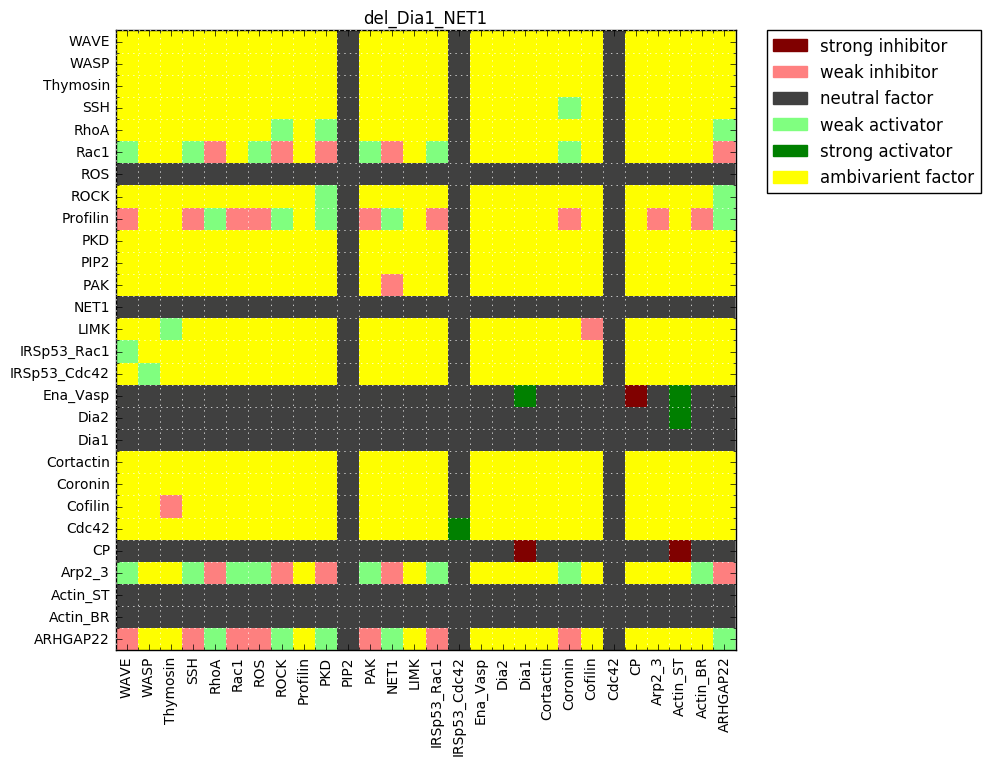 del_Dia1_NET1
WAVE
WASP
Thymosin
SSH
RhoA
Rac1
ROS
ROCK
Profilin
PKD
PIP2
PAK
NET1
LIMK
IRSp53_Rac1
IRSp53_Cdc42
Ena_Vasp
Dia2
Dia1
Cortactin
Coronin
Cofilin
Cdc42
CP
Arp2_3
Actin_ST
Actin_BR
ARHGAP22
WAVE
WASP
Thymosin
SSH
RhoA
Rac1
ROS
ROCK
Profilin
PKD
PIP2
PAK
NET1
LIMK
IRSp53_Rac1
IRSp53_Cdc42
Ena_Vasp
Dia2
Dia1
Cortactin
Coronin
Cofilin
Cdc42
CP
Arp2_3
Actin_ST
Actin_BR
ARHGAP22
strong inhibitor
weak inhibitor
neutral factor
weak activator
strong activator
ambivarient factor